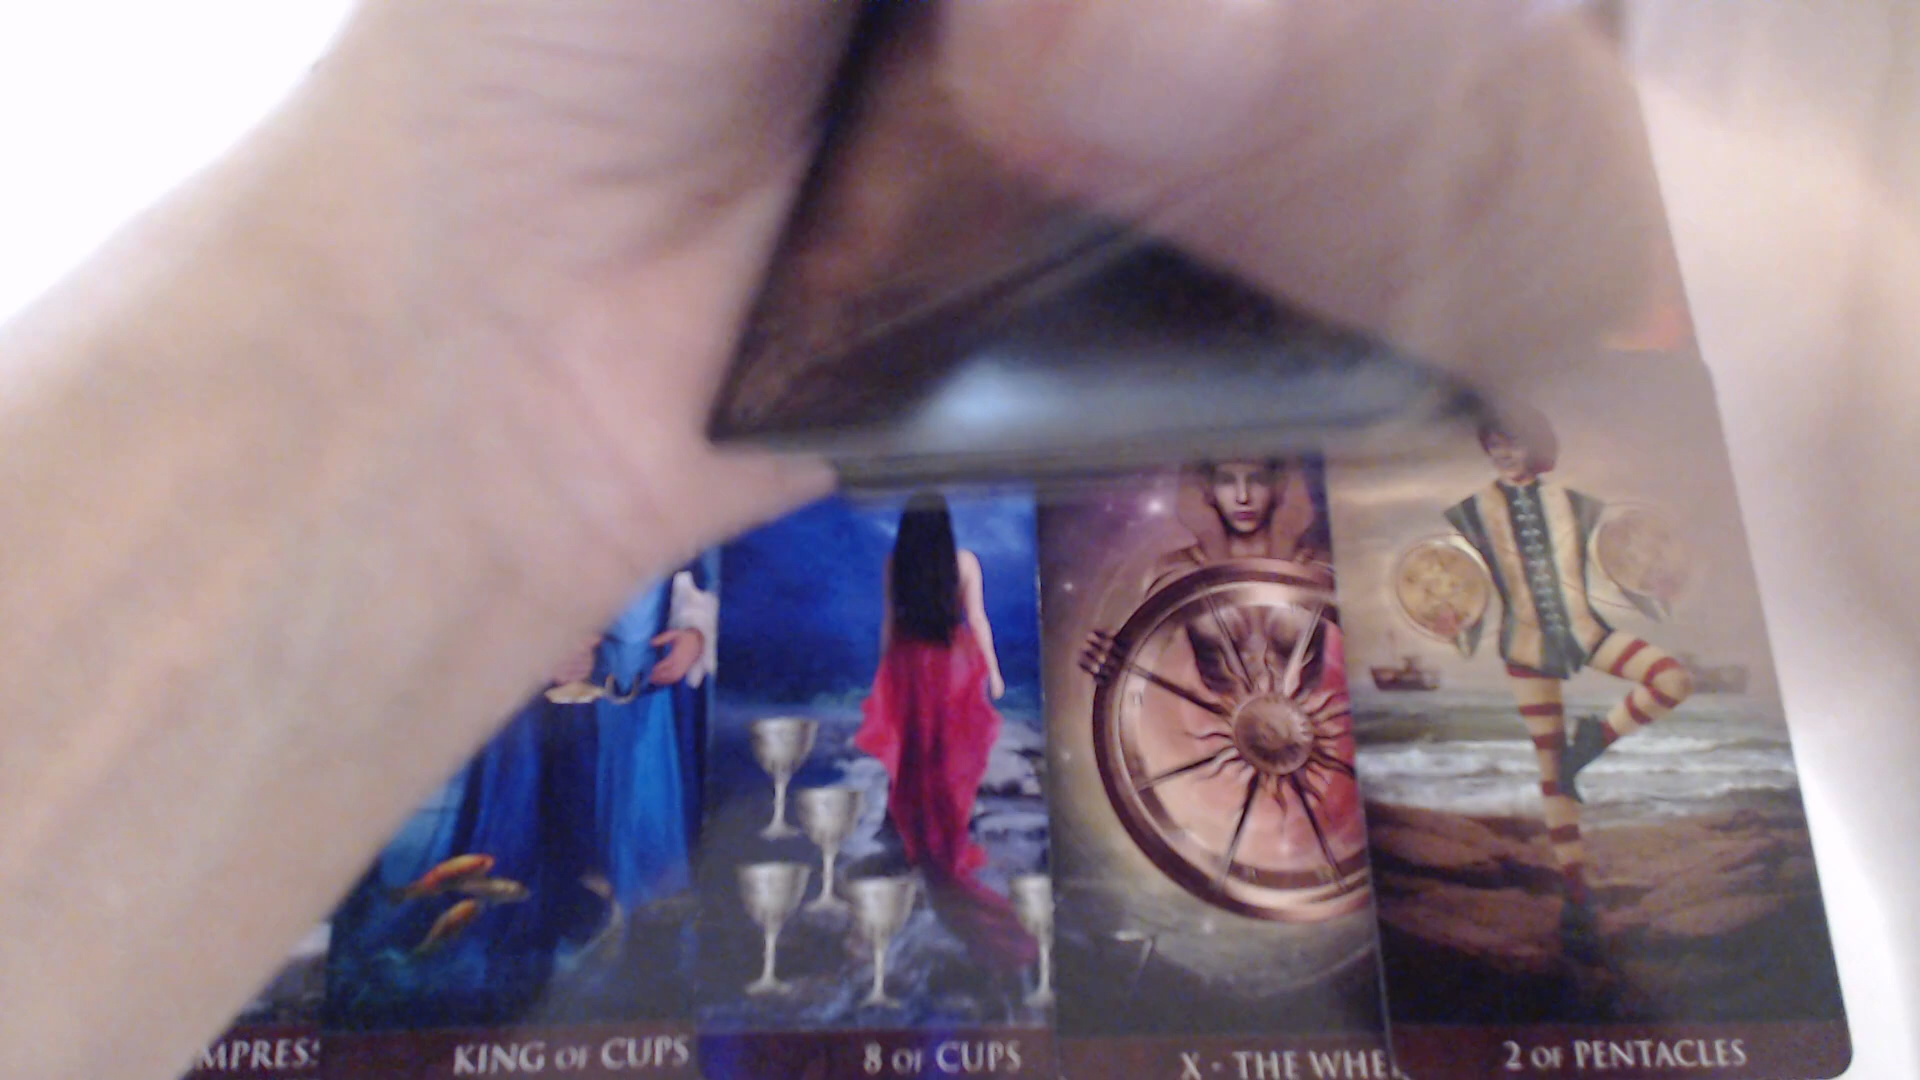 MPRES
KING OF CUPS
8 OF CUPS
X · THE WHE
2 OF PENTACLES